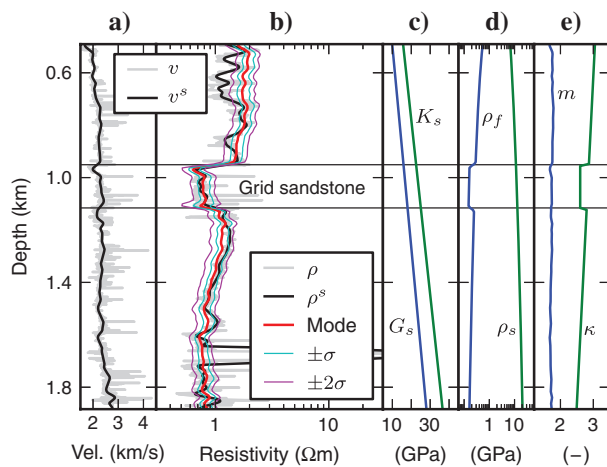 a) b) c) d) e)
0.6
1.0
1.4
1.8
Depth (km)
v
v^s
Grid sandstone
ρ
ρ^s
Mode
±σ
±2σ
K_s
G_s
ρ_f
ρ_s
m
κ
2 3 4
1 10
10 30
1 10
2 3
Vel. (km/s) Resistivity (Ωm) (GPa) (GPa) (−)